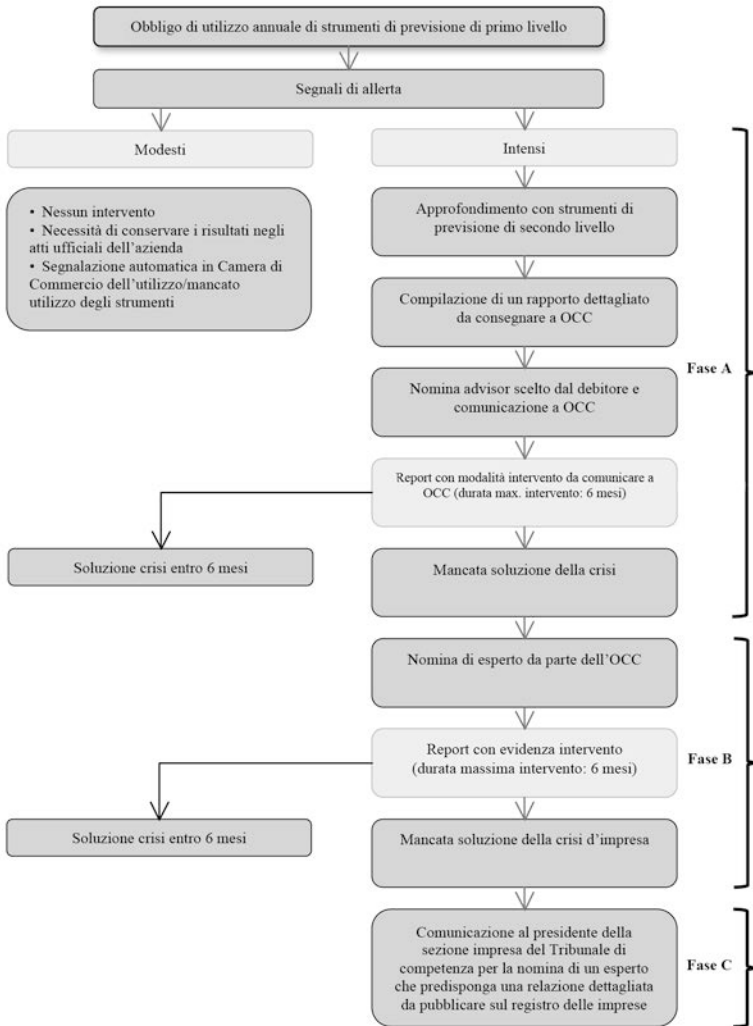 Obbligo di utilizzo annuale di strumenti di previsione di primo livello
Segnali di allerta
Modesti
Intensi
• Nessun intervento
• Necessità di conservare i risultati negli
atti ufficiali dell’azienda
• Segnalazione automatica in Camera di
Commercio dell’utilizzo/mancato
utilizzo degli strumenti
Approfondimento con strumenti di
previsione di secondo livello
Compilazione di un rapporto dettagliato
da consegnare a OCC
Fase A
Nomina advisor scelto dal debitore e
comunicazione a OCC
Report con modalità intervento da comunicare a
OCC (durata max. intervento: 6 mesi)
Soluzione crisi entro 6 mesi
Mancata soluzione della crisi
Nomina di esperto da parte dell’OCC
Report con evidenza intervento
(durata massima intervento: 6 mesi)
Fase B
Soluzione crisi entro 6 mesi
Mancata soluzione della crisi d’impresa
Comunicazione al presidente della
sezione impresa del Tribunale di
competenza per la nomina di un esperto
che predisponga una relazione dettagliata
da pubblicare sul registro delle imprese
Fase C